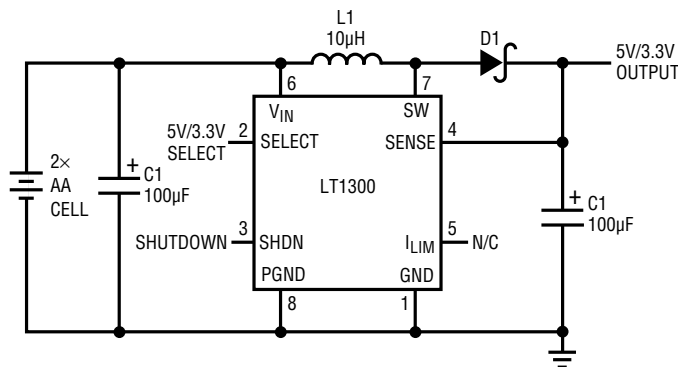 L1
10µH
D1
5V/3.3V
OUTPUT
6
7
VIN
SW
5V/3.3V
SELECT
2
SELECT
SENSE
4
2×
AA
CELL
+
C1
100µF
LT1300
+
C1
100µF
SHUTDOWN
3
SHDN
ILIM
5
N/C
PGND
GND
8
1